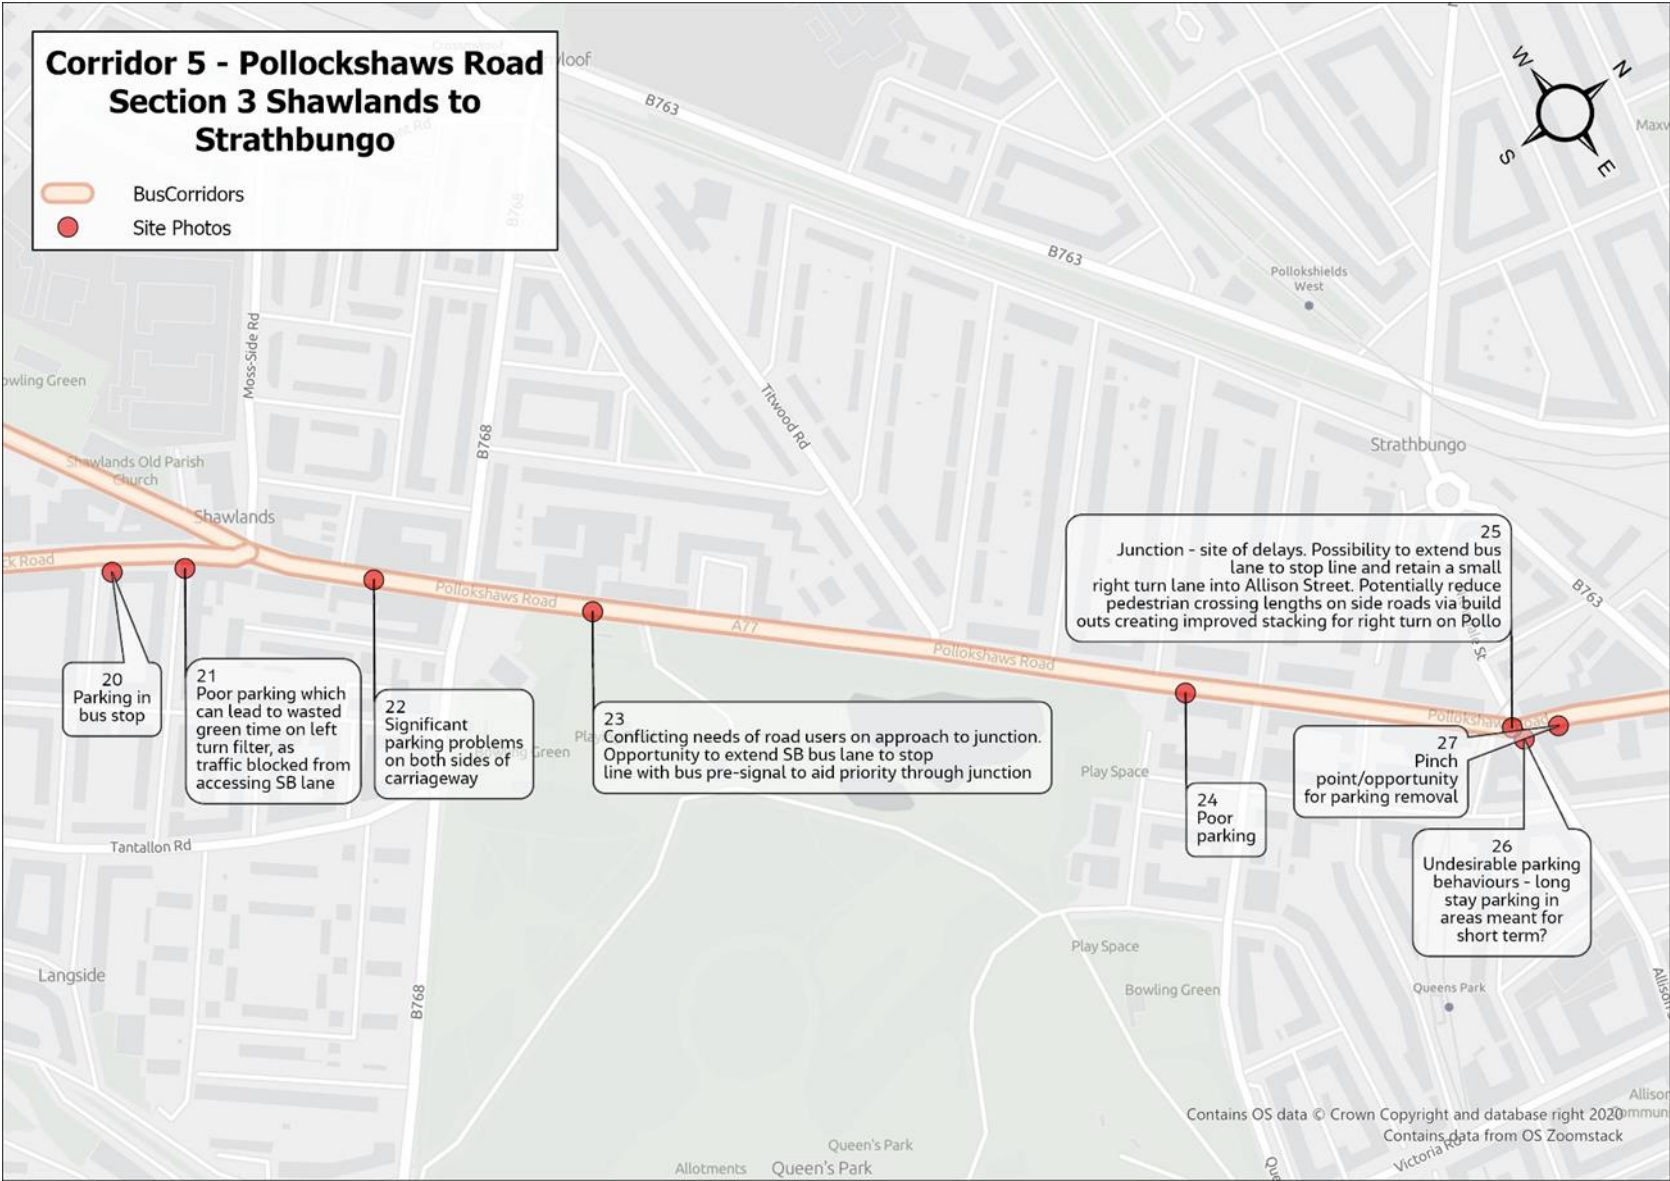 Corridor 5 - Pollockshaws Road
Section 3 Shawlands to
Strathbungo
BusCorridors
Site Photos
W
N
S
E
B763
B763
Pollokshields
West
Moss-Side Rd
B768
Titwood Rd
Strathbungo
owling Green
Shawlands Old Parish
Church
Shawlands
ck Road
Pollokshaws Road
A77
Pollokshaws Road
B763
20
Parking in
bus stop
21
Poor parking which
can lead to wasted
green time on left
turn filter, as
traffic blocked from
accessing SB lane
22
Significant
parking problems
on both sides of
carriageway
23
Conflicting needs of road users on approach to junction.
Opportunity to extend SB bus lane to stop
line with bus pre-signal to aid priority through junction
24
Poor
parking
25
Junction - site of delays. Possibility to extend bus
lane to stop line and retain a small
right turn lane into Allison Street. Potentially reduce
pedestrian crossing lengths on side roads via build
outs creating improved stacking for right turn on Pollo
27
Pinch
point/opportunity
for parking removal
26
Undesirable parking
behaviours - long
stay parking in
areas meant for
short term?
Play Space
Tantallon Rd
Langside
B768
Play Space
Bowling Green
Queens Park
Queen's Park
Allotments
Queen's Park
Victoria Rd
Contains OS data © Crown Copyright and database right 2020
Contains data from OS Zoomstack